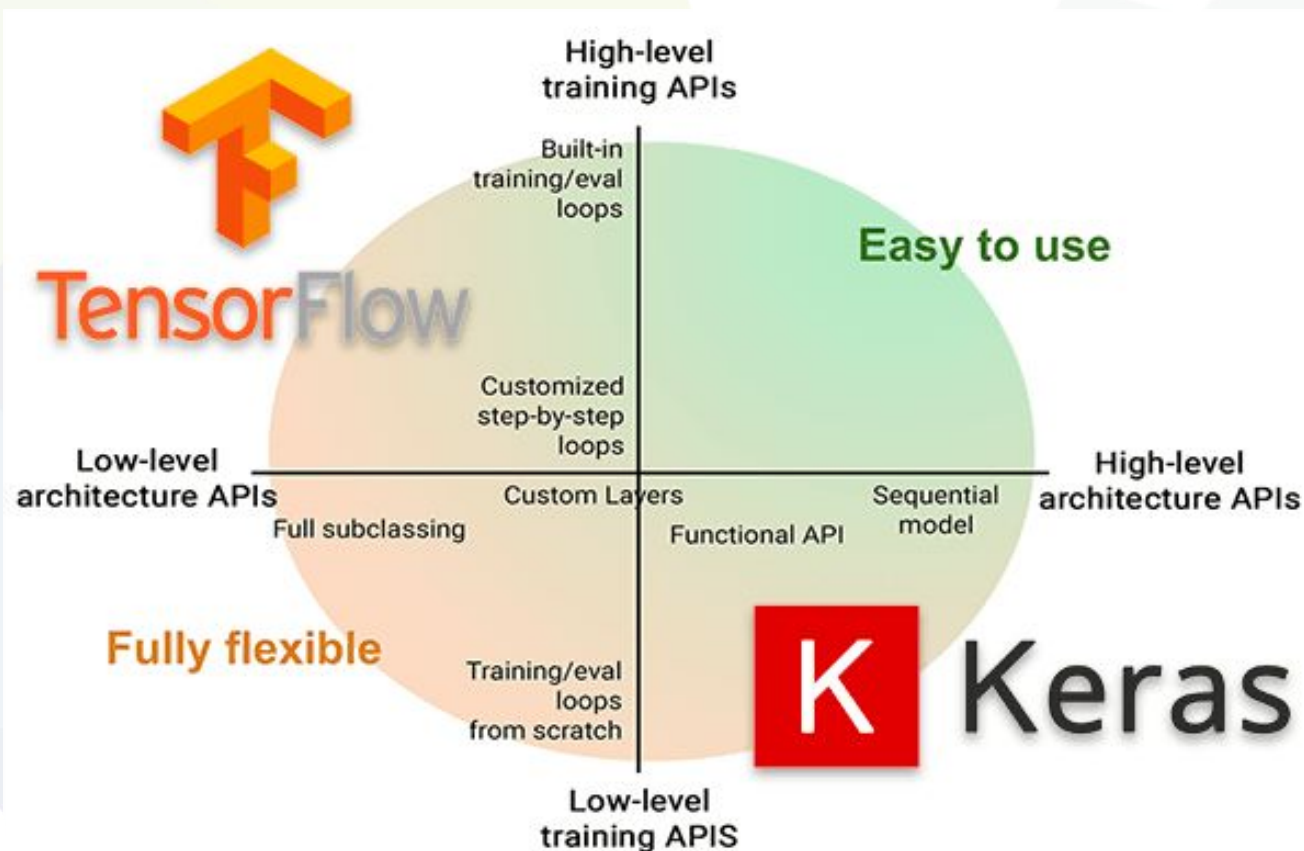 High-level
training APIs
Built-in
training/eval
loops
Easy to use
TensorFlow
Customized
step-by-step
loops
Low-level
architecture APIs
High-level
architecture APIs
Custom Layers
Sequential
model
Full subclassing
Functional API
Fully flexible
Training/eval
loops
from scratch
K Keras
Low-level
training APIS